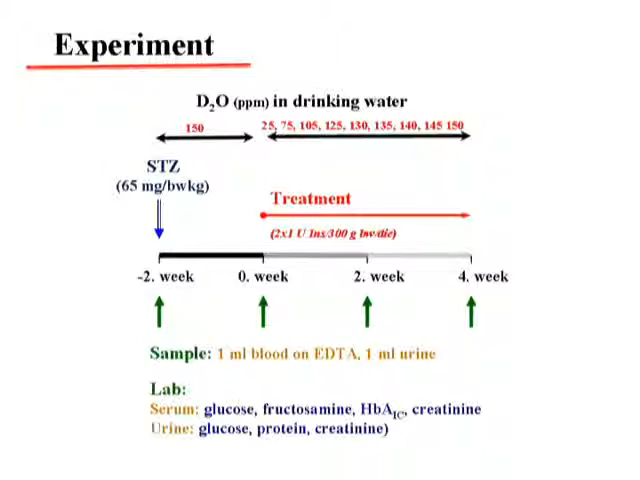 Experiment
D₂O (ppm) in drinking water
150
25, 75, 105, 125, 130, 135, 140, 145 150
STZ
(65 mg/bwkg)
Treatment
(2x1 U Ins/300 g bw/die)
-2. week 0. week 2. week 4. week
Sample: 1 ml blood on EDTA, 1 ml urine
Lab:
Serum: glucose, fructosamine, HbA₁C, creatinine
Urine: glucose, protein, creatinine)